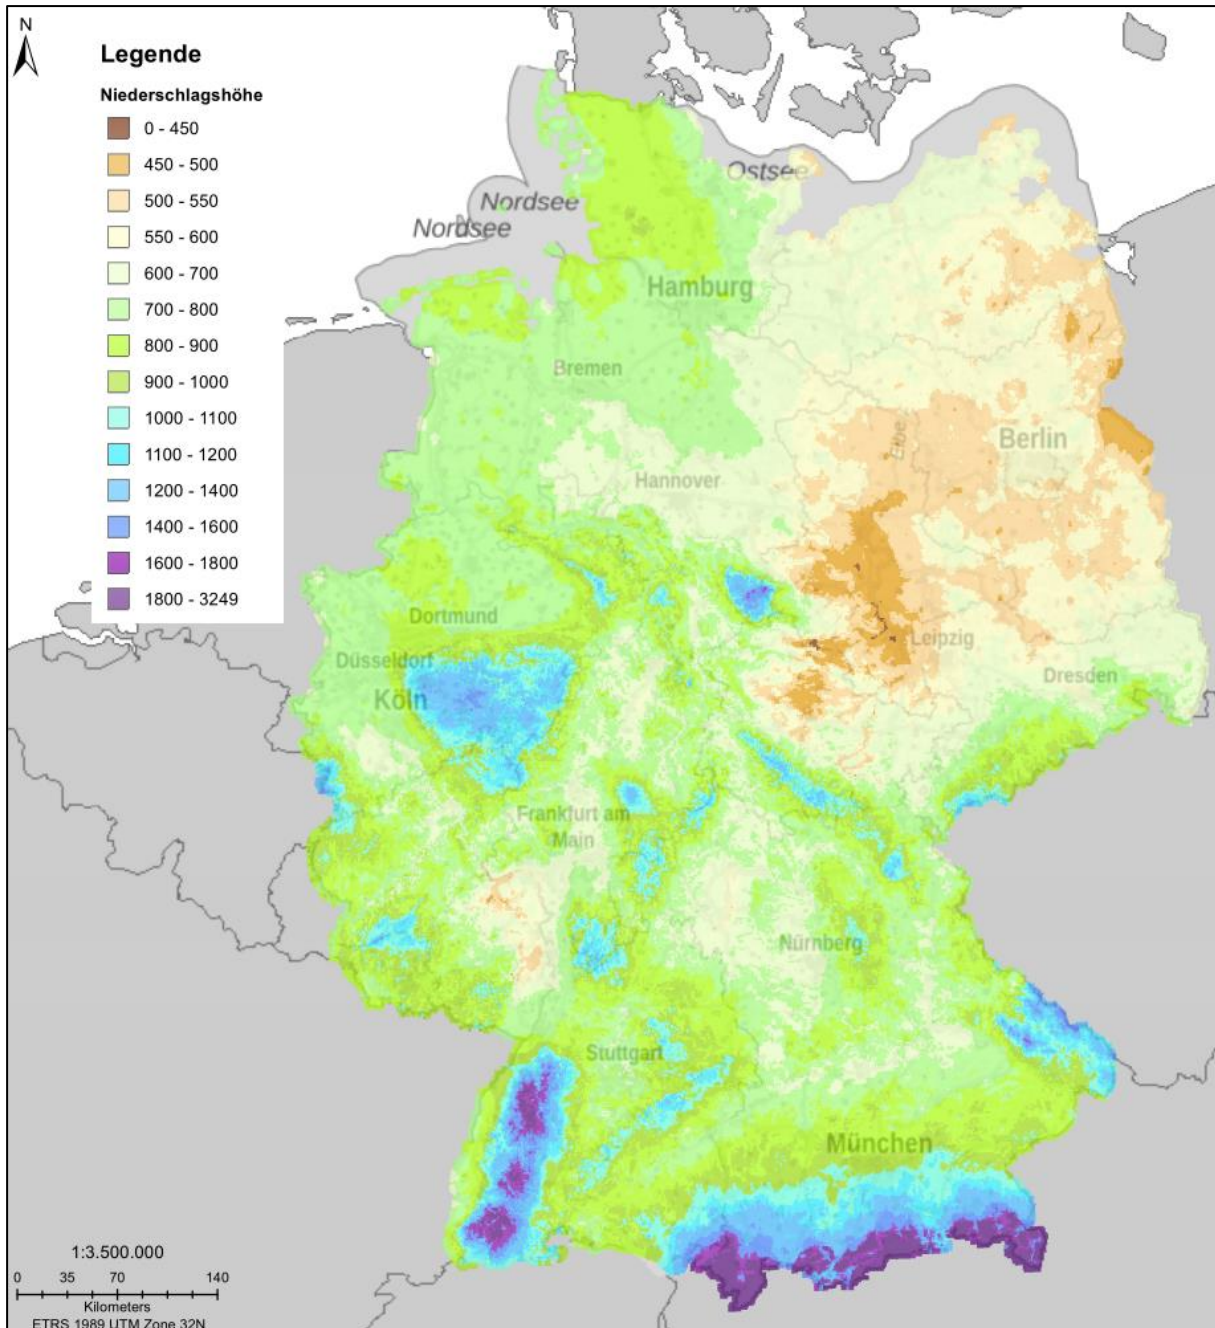 N
Legende
Niederschlagshöhe
0 - 450
450 - 500
500 - 550
550 - 600
600 - 700
700 - 800
800 - 900
900 - 1000
1000 - 1100
1100 - 1200
1200 - 1400
1400 - 1600
1600 - 1800
1800 - 3249
Ostsee
Nordsee
Nordsee
Hamburg
Bremen
Elbe
Berlin
Hannover
Dortmund
Leipzig
Düsseldorf
Dresden
Köln
Frankfurt am
Main
Nürnberg
Stuttgart
München
1:3.500.000
0 35 70 140
Kilometers
ETRS 1989 UTM Zone 32N